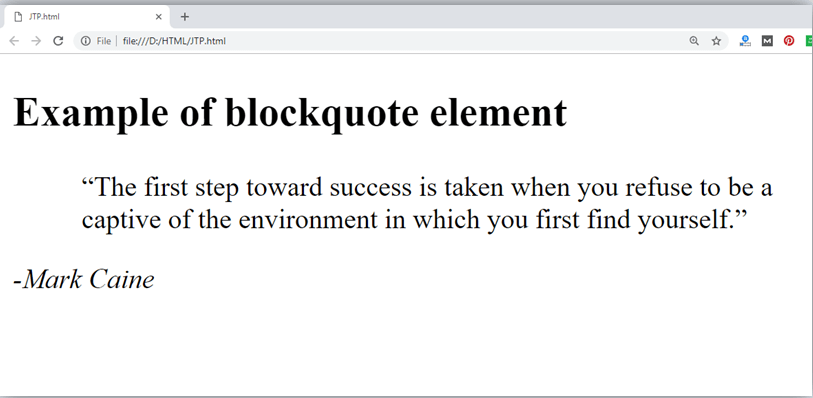 JTP.html
File | file:///D:/HTML/JTP.html
Example of blockquote element
“The first step toward success is taken when you refuse to be a
captive of the environment in which you first find yourself.”
-Mark Caine